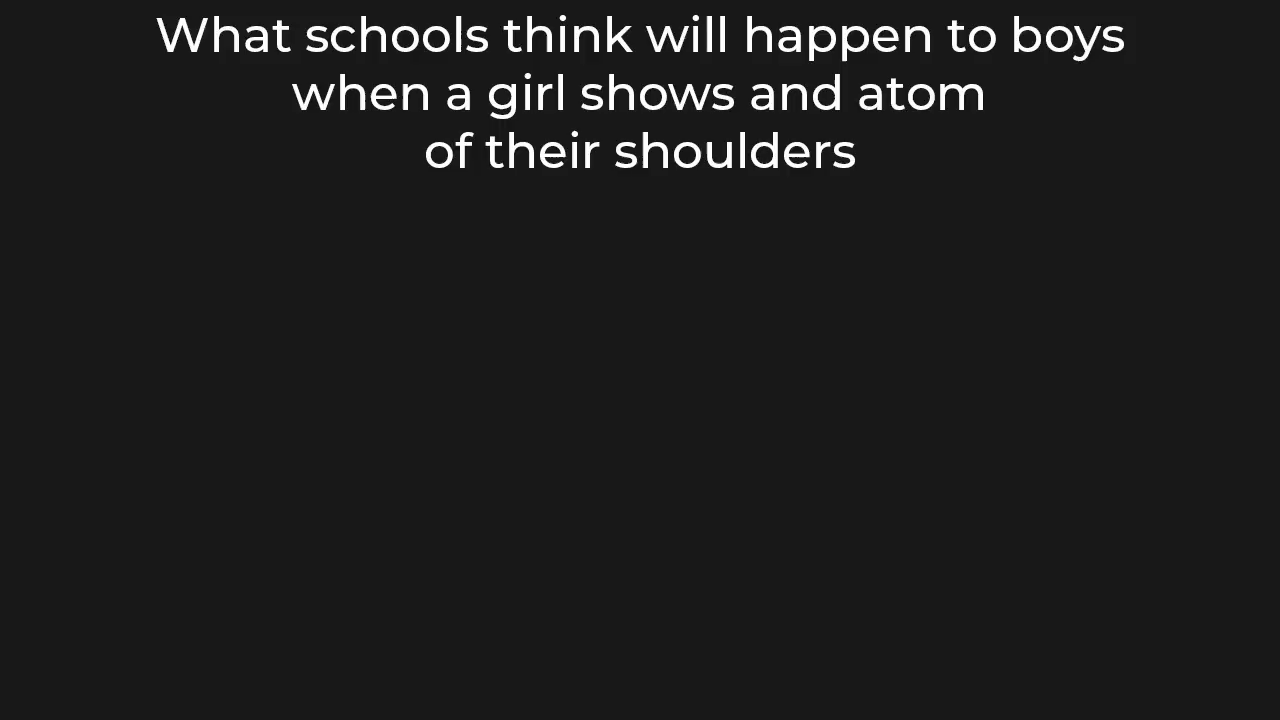 What schools think will happen to boys
when a girl shows and atom
of their shoulders